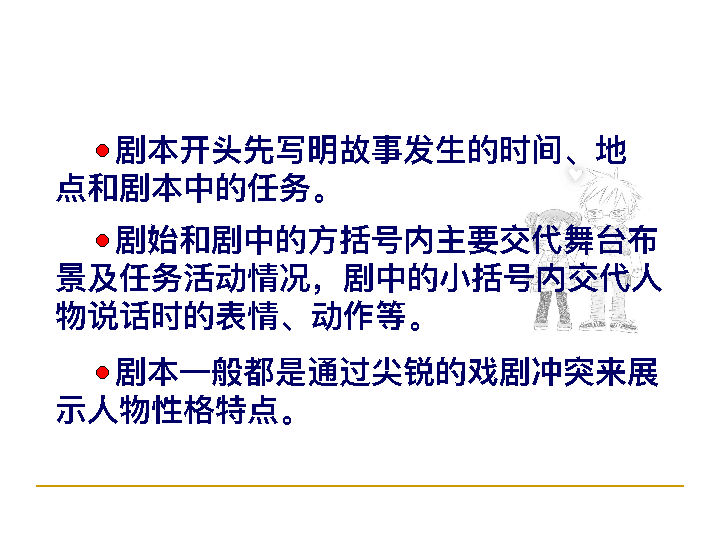 ●剧本开头先写明故事发生的时间、地
点和剧本中的任务。
●剧始和剧中的方括号内主要交代舞台布
景及任务活动情况，剧中的小括号内交代人
物说话时的表情、动作等。
●剧本一般都是通过尖锐的戏剧冲突来展
示人物性格特点。